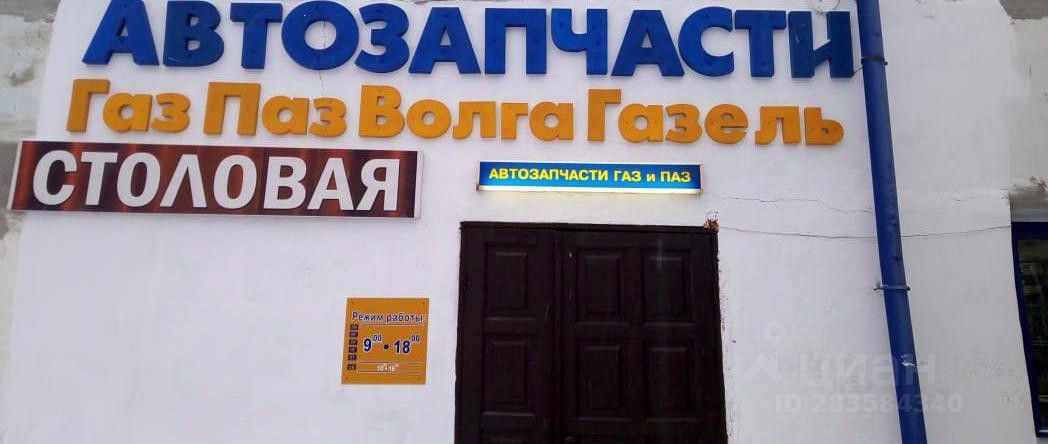 АВТОЗАПЧАСТИ
Газ Паз Волга Газель
СТОЛОВАЯ
АВТОЗАПЧАСТИ ГАЗ и ПАЗ
Режим работы:
9 00 • 18 00
циан
ID 283584340